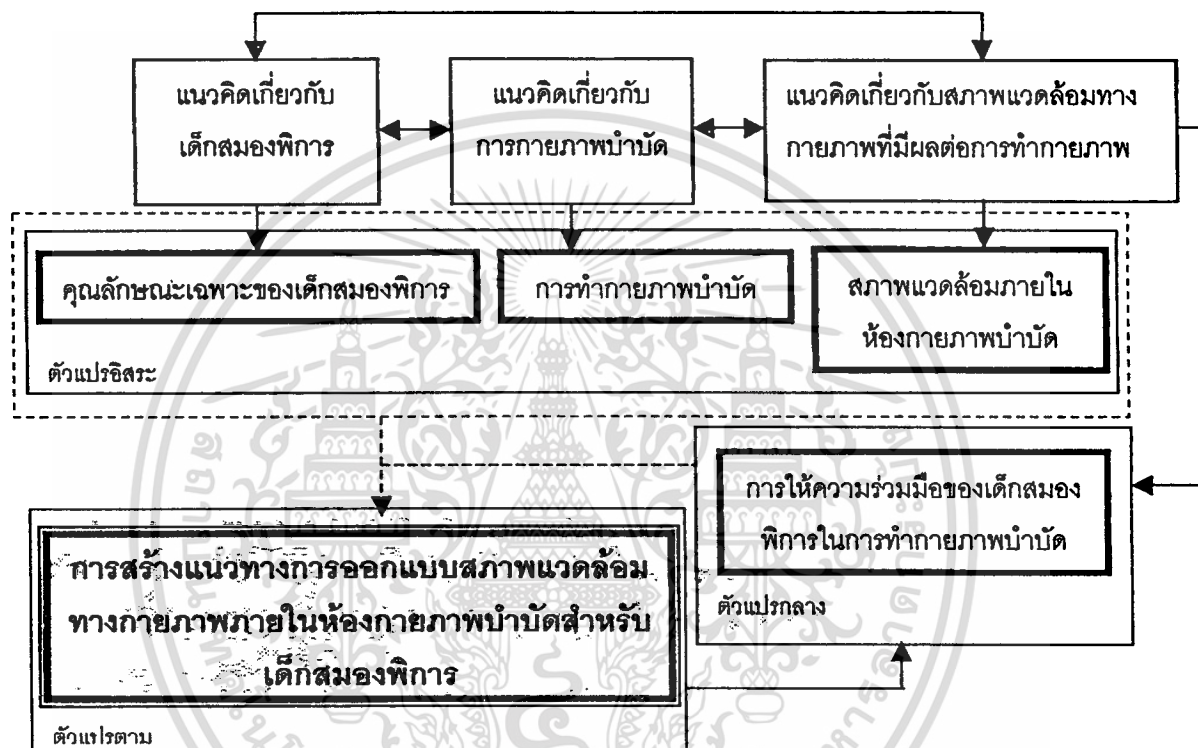 แนวคิดเกี่ยวกับ
เด็กสมองพิการ
แนวคิดเกี่ยวกับ
การกายภาพบำบัด
แนวคิดเกี่ยวกับสภาพแวดล้อมทาง
กายภาพที่มีผลต่อการทำกายภาพ
คุณลักษณะเฉพาะของเด็กสมองพิการ
การทำกายภาพบำบัด
สภาพแวดล้อมภายใน
ห้องกายภาพบำบัด
ตัวแปรอิสระ
การให้ความร่วมมือของเด็กสมอง
พิการในการทำกายภาพบำบัด
ตัวแปรกลาง
การสร้างแนวทางการออกแบบสภาพแวดล้อม
ทางกายภาพภายในห้องกายภาพบำบัดสำหรับ
เด็กสมองพิการ
ตัวแปรตาม